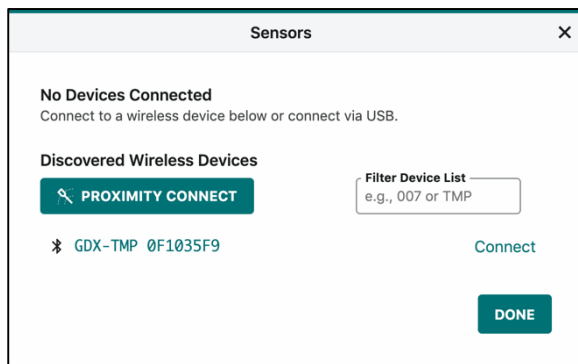 Sensors
No Devices Connected
Connect to a wireless device below or connect via USB.
Discovered Wireless Devices
PROXIMITY CONNECT
Filter Device List
e.g., 007 or TMP
GDX-TMP 0F1035F9
Connect
DONE